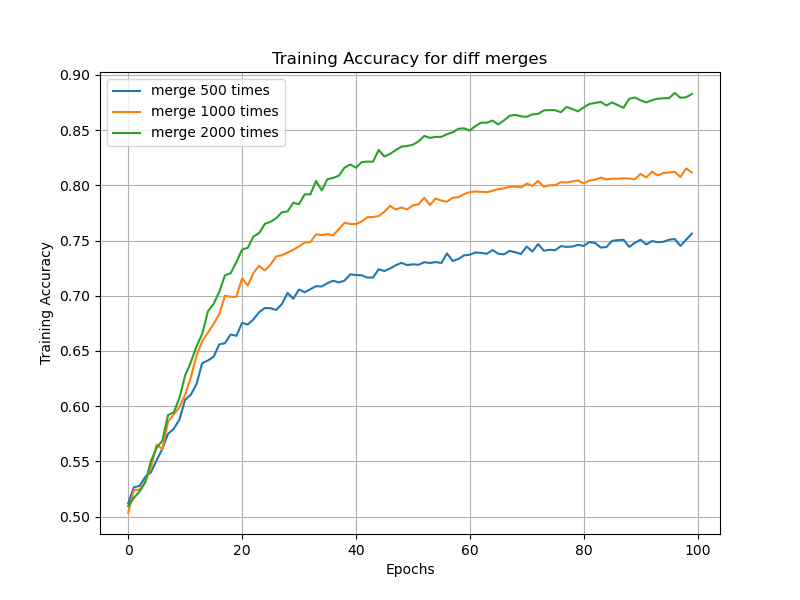 Training Accuracy for diff merges
merge 500 times
merge 1000 times
merge 2000 times
Training Accuracy
0.90
0.85
0.80
0.75
0.70
0.65
0.60
0.55
0.50
0 20 40 60 80 100
Epochs